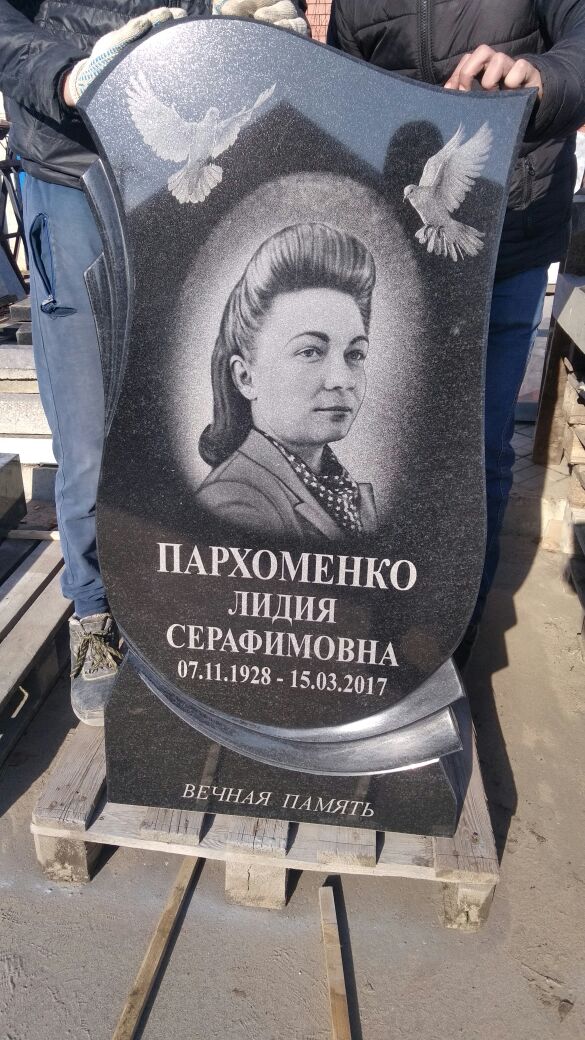 ПАРХОМЕНКО
ЛИДИЯ
СЕРАФИМОВНА
07.11.1928 - 15.03.2017
ВЕЧНАЯ ПАМЯТЬ